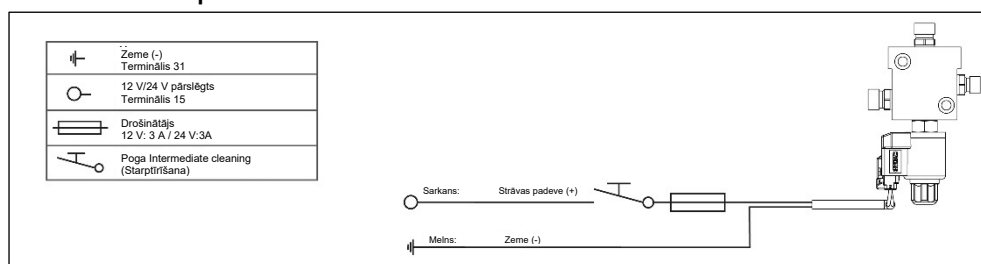 Zeme (-)
Terminālis 31
12 V/24 V pārslēgts
Terminālis 15
Drošinātājs
12 V: 3 A / 24 V:3A
Poga Intermediate cleaning
(Starptīrīšana)
Sarkans: Strāvas padeve (+)
Melns: Zeme (-)